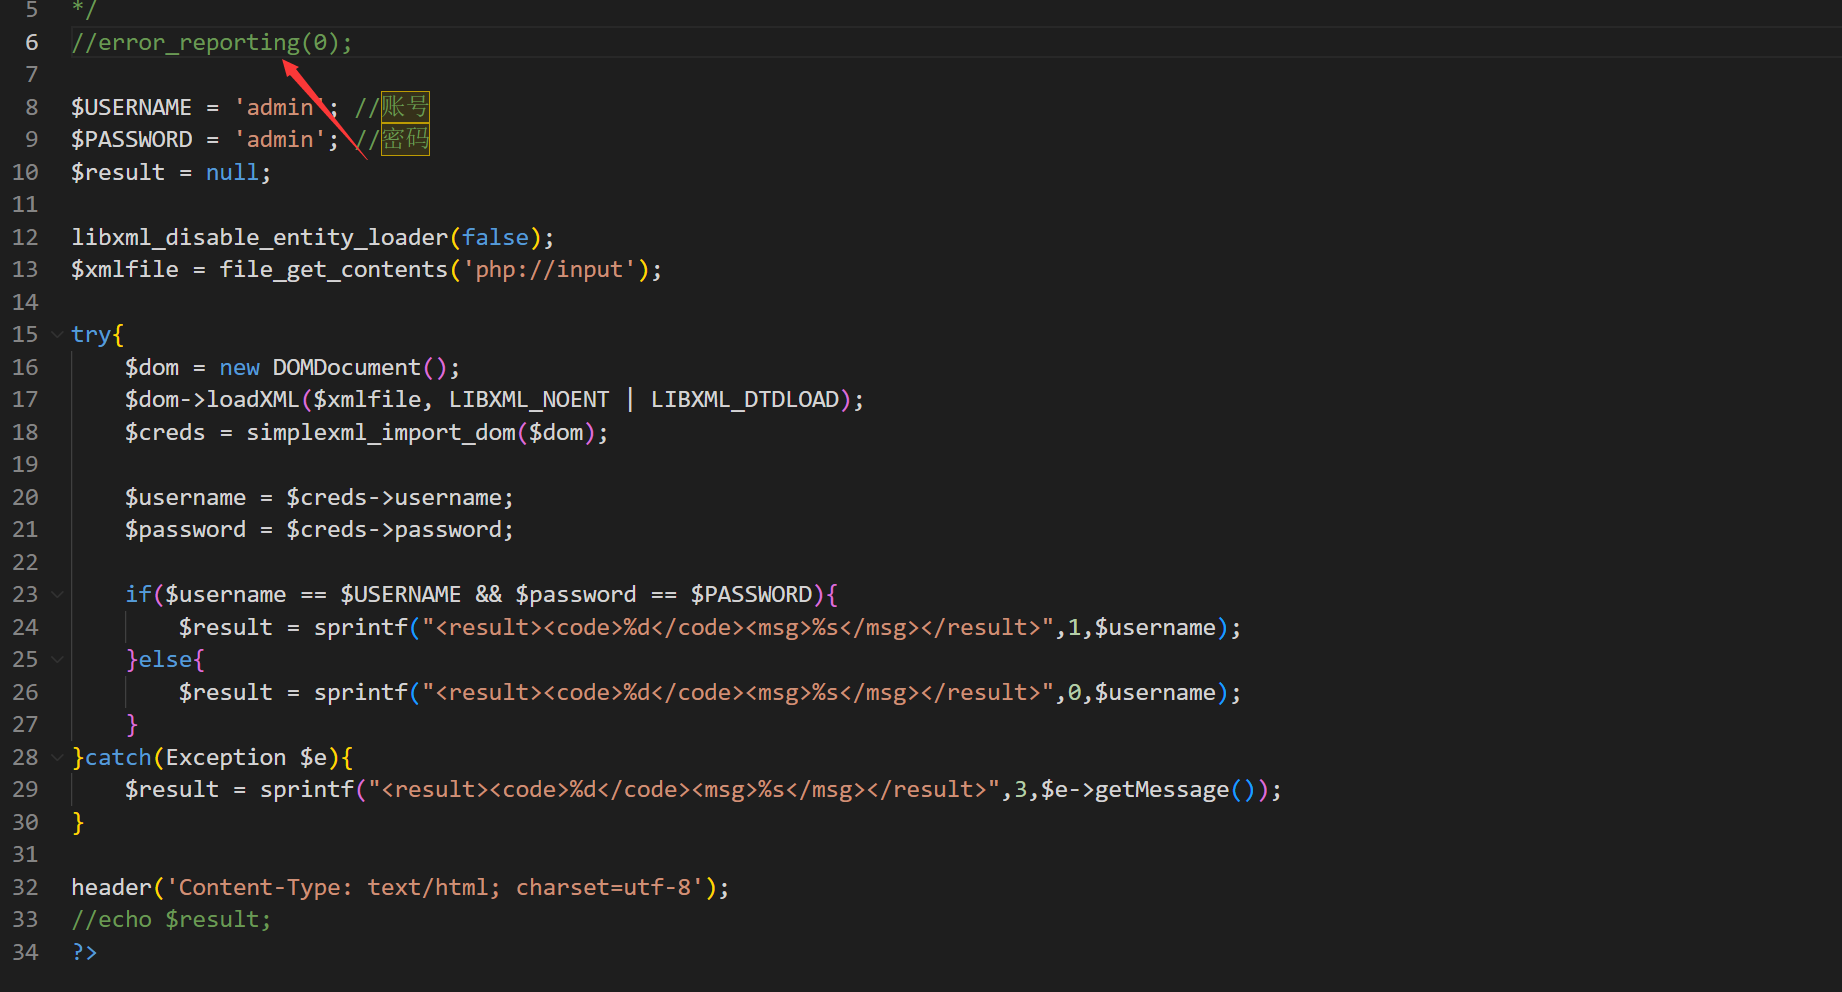 5 */
6 //error_reporting(0);
7
8 $USERNAME = 'admin'; //账号
9 $PASSWORD = 'admin'; //密码
10 $result = null;
11
12 libxml_disable_entity_loader(false);
13 $xmlfile = file_get_contents('php://input');
14
15 try{
16     $dom = new DOMDocument();
17     $dom->loadXML($xmlfile, LIBXML_NOENT | LIBXML_DTDLOAD);
18     $creds = simplexml_import_dom($dom);
19
20     $username = $creds->username;
21     $password = $creds->password;
22
23     if($username == $USERNAME && $password == $PASSWORD){
24         $result = sprintf("<result><code>%d</code><msg>%s</msg></result>",1,$username);
25     }else{
26         $result = sprintf("<result><code>%d</code><msg>%s</msg></result>",0,$username);
27     }
28 }catch(Exception $e){
29     $result = sprintf("<result><code>%d</code><msg>%s</msg></result>",3,$e->getMessage());
30 }
31
32 header('Content-Type: text/html; charset=utf-8');
33 //echo $result;
34 ?>